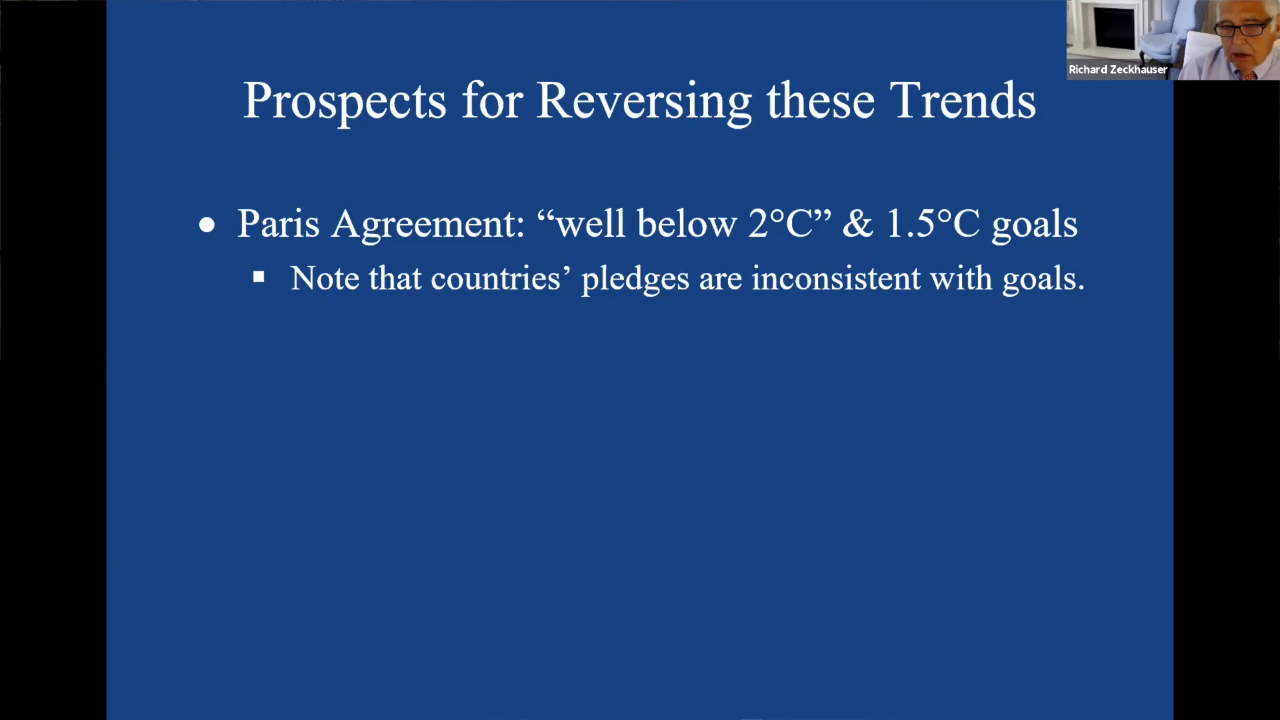 Richard Zeckhauser
Prospects for Reversing these Trends
● Paris Agreement: “well below 2°C” & 1.5°C goals
▪ Note that countries’ pledges are inconsistent with goals.